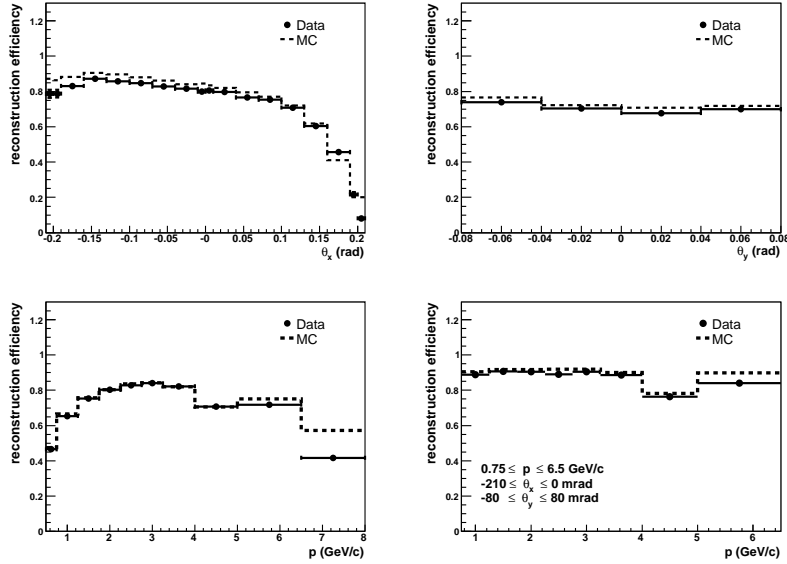 reconstruction efficiency
1.2
1
0.8
0.6
0.4
0.2
0
-0.2 -0.15 -0.1 -0.05 -0 0.05 0.1 0.15 0.2
θx (rad)
Data
MC
reconstruction efficiency
1.2
1
0.8
0.6
0.4
0.2
0
-0.08 -0.06 -0.04 -0.02 0 0.02 0.04 0.06 0.08
θy (rad)
Data
MC
reconstruction efficiency
1.2
1
0.8
0.6
0.4
0.2
0
1 2 3 4 5 6 7 8
p (GeV/c)
Data
MC
reconstruction efficiency
1.2
1
0.8
0.6
0.4
0.2
0
1 2 3 4 5 6
p (GeV/c)
Data
MC
0.75 ≤ p ≤ 6.5 GeV/c
-210 ≤ θx ≤ 0 mrad
-80 ≤ θy ≤ 80 mrad